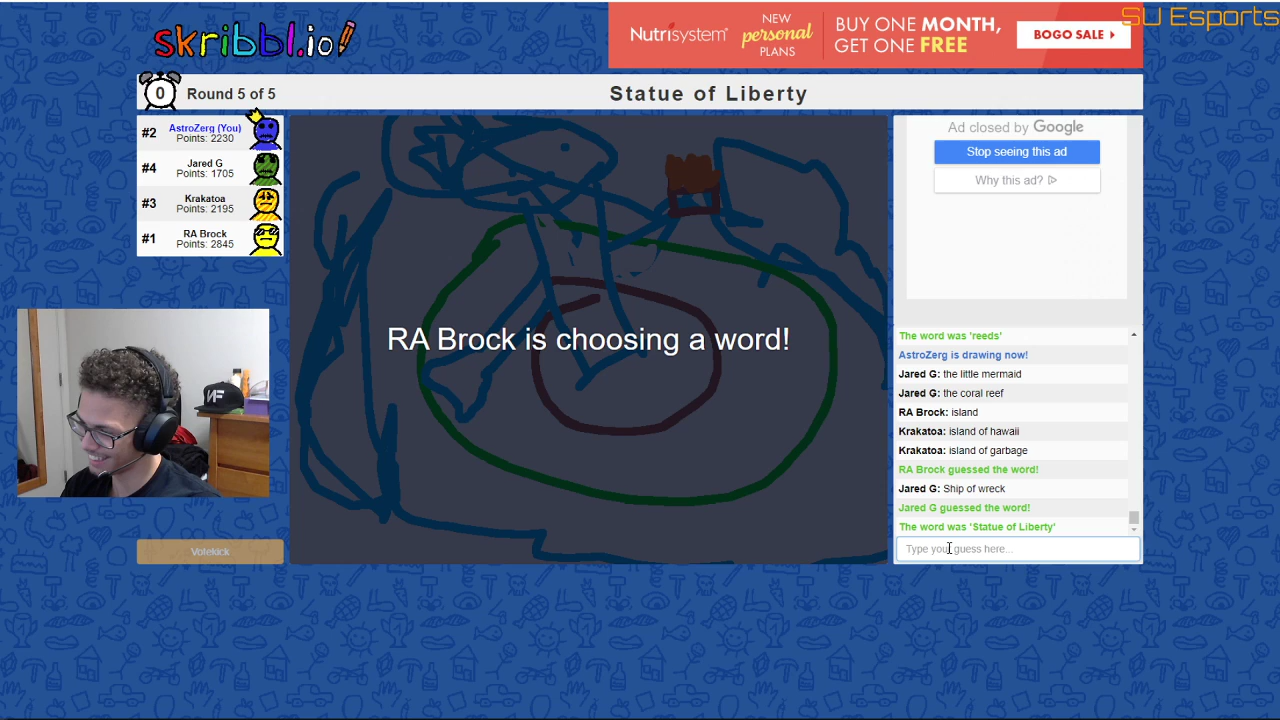 SU Esports
skribbl.io
Nutrisystem®
NEW
personal
PLANS
BUY ONE MONTH,
GET ONE FREE
BOGO SALE
0
Round 5 of 5
Statue of Liberty
#2
AstroZerg (You)
Points: 2230
#4
Jared G
Points: 1705
#3
Krakatoa
Points: 2195
#1
RA Brock
Points: 2845
RA Brock is choosing a word!
Ad closed by Google
Stop seeing this ad
Why this ad?
The word was 'reeds'
AstroZerg is drawing now!
Jared G: the little mermaid
Jared G: the coral reef
RA Brock: island
Krakatoa: island of hawaii
Krakatoa: island of garbage
RA Brock guessed the word!
Jared G: Ship of wreck
Jared G guessed the word!
The word was 'Statue of Liberty'
Type your guess here...
NF
Votekick